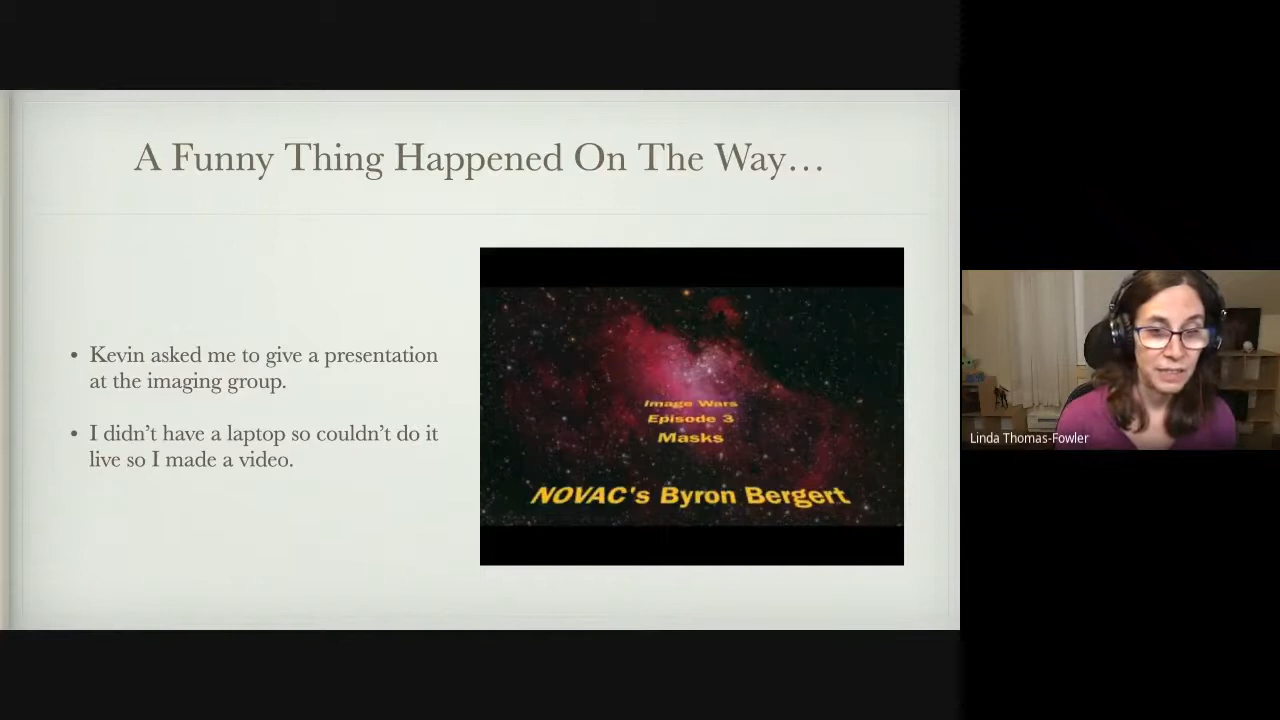 A Funny Thing Happened On The Way…
• Kevin asked me to give a presentation
at the imaging group.
• I didn’t have a laptop so couldn’t do it
live so I made a video.
Image Wars
Episode 3
Masks
NOVAC's Byron Bergert
Linda Thomas-Fowler